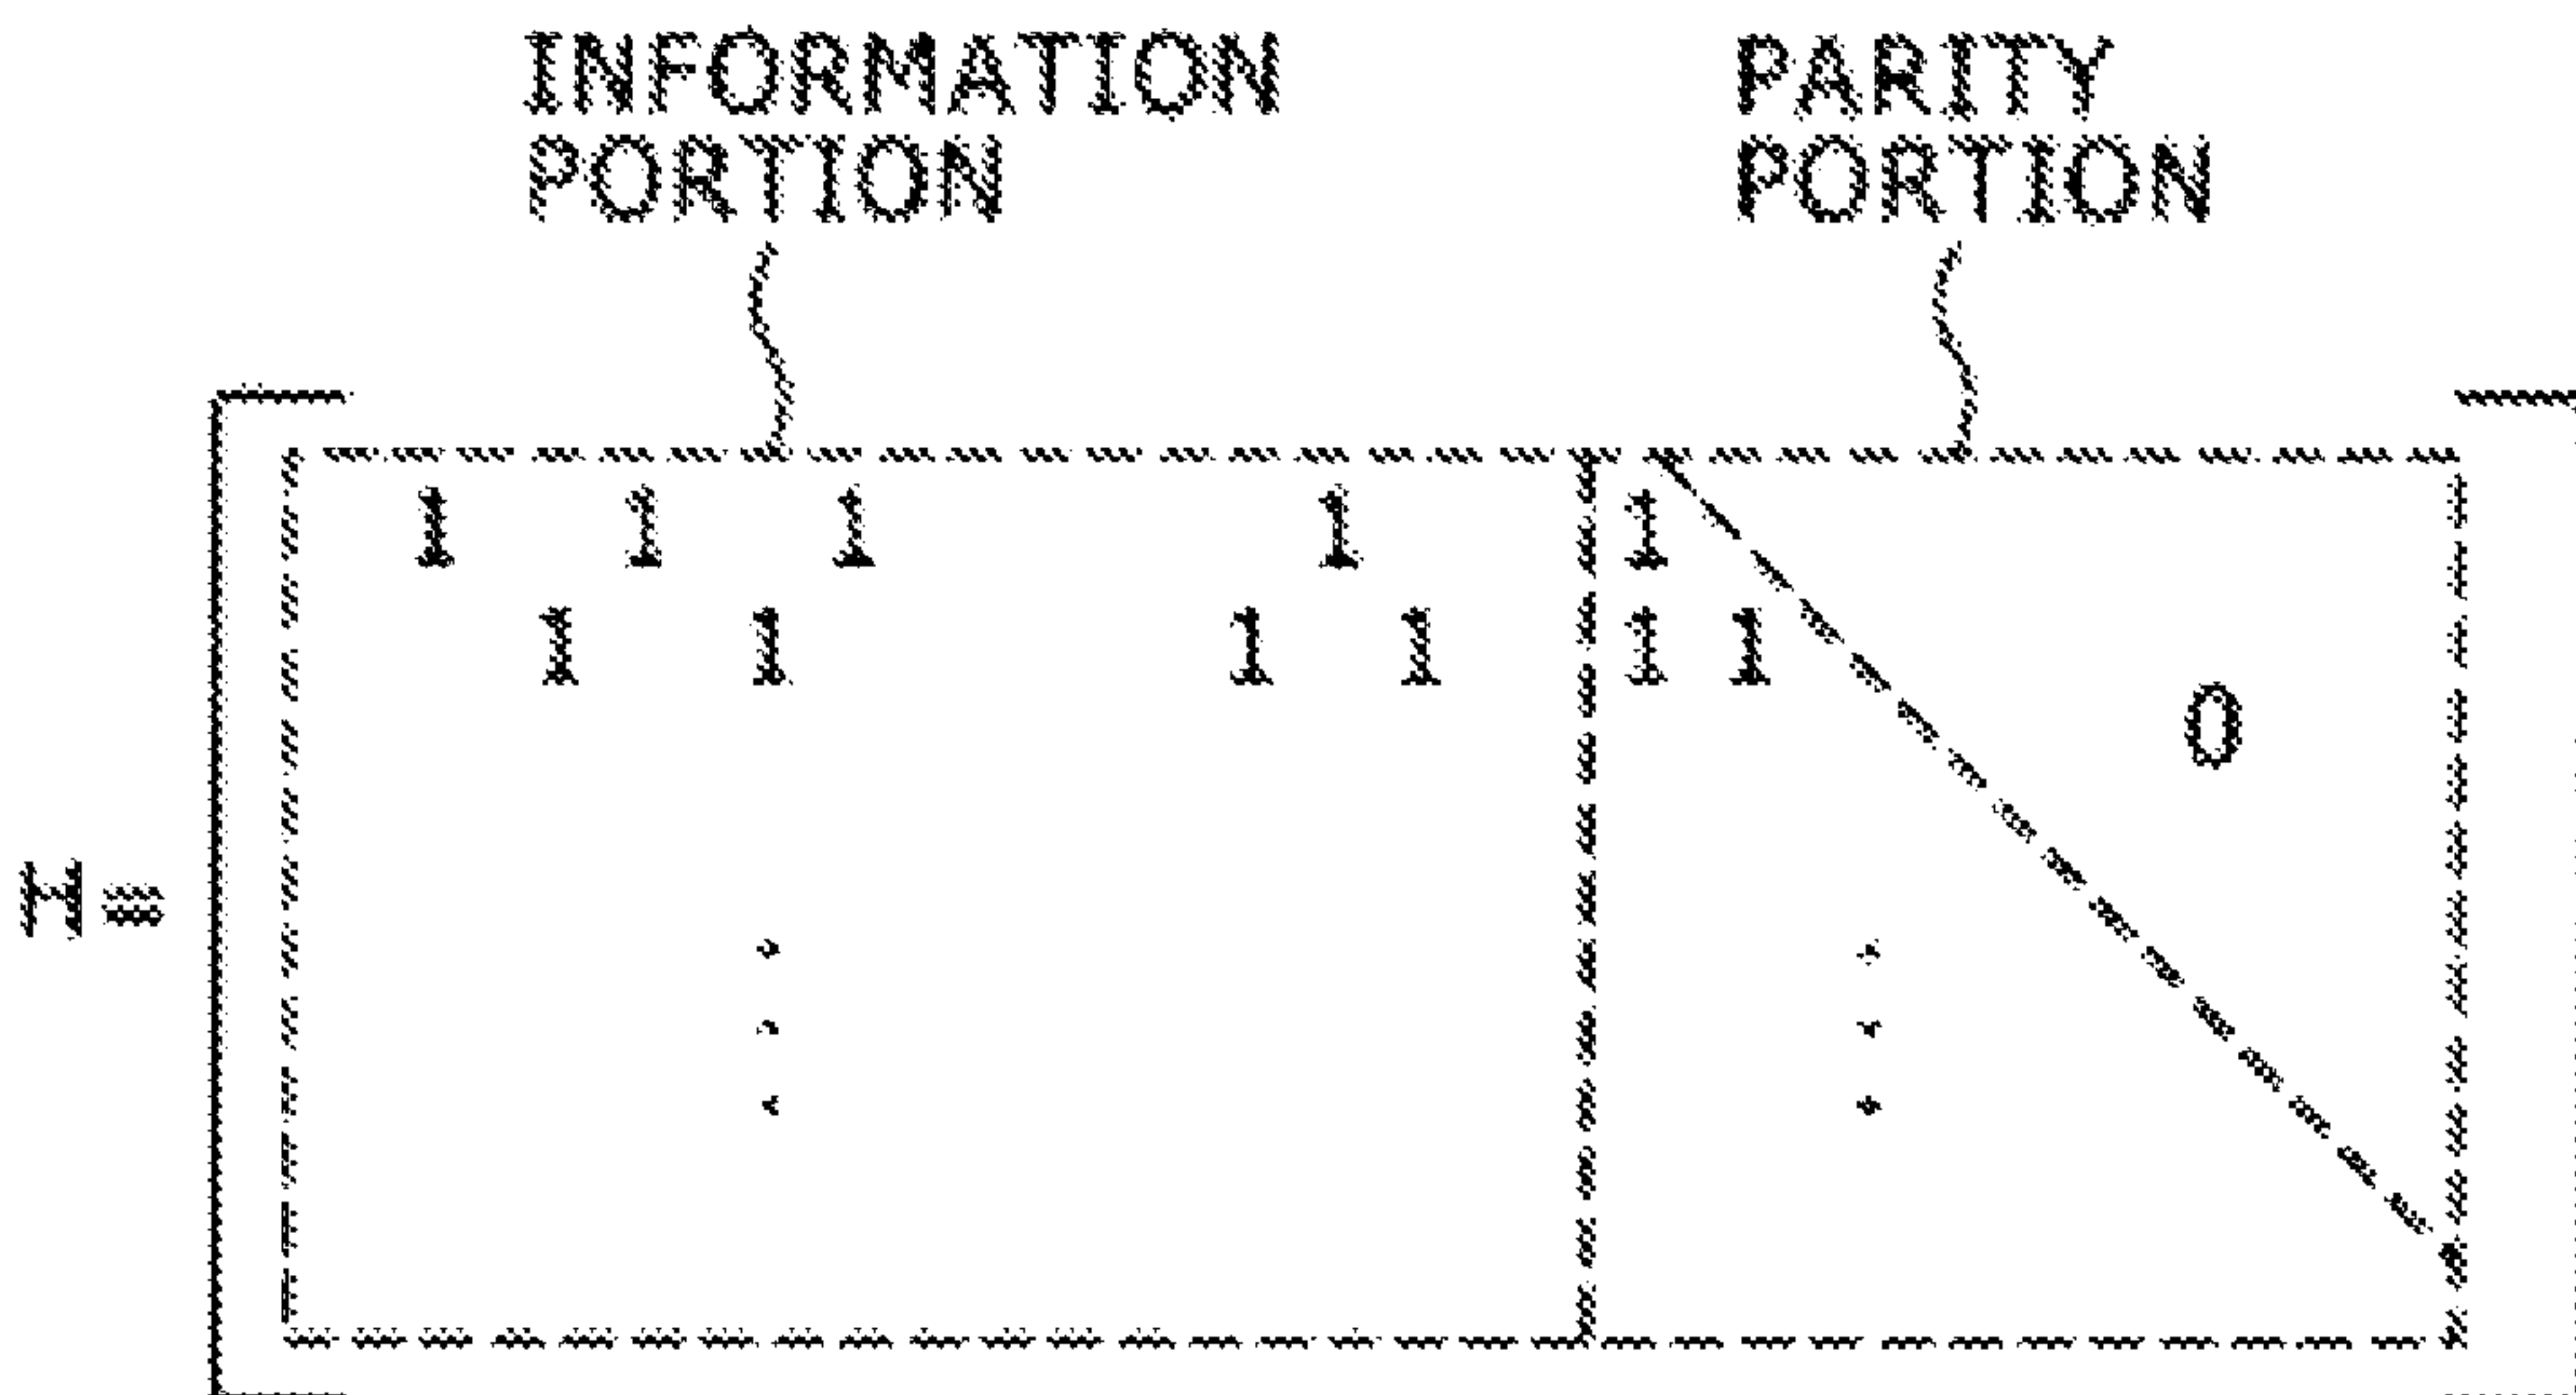 INFORMATION PORTION
PARITY PORTION
1 1 1 1 1
1 1 1 1 1 1
0
H=